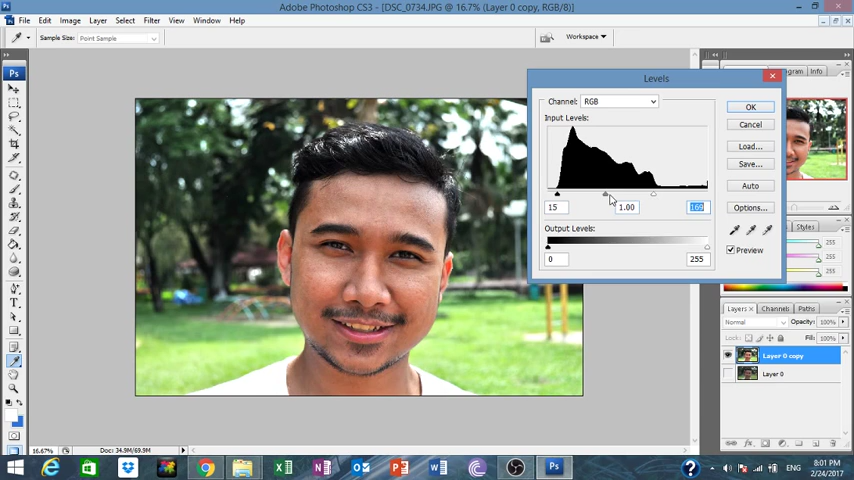 Adobe Photoshop CS3 - [DSC_0734.JPG @ 16.7% (Layer 0 copy, RGB/8)]
File Edit Image Layer Select Filter View Window Help
Sample Size: Point Sample
Workspace
Levels
Info
Channel: RGB
OK
Input Levels:
Cancel
Load...
Save...
Auto
15 1.00 169
Options...
Output Levels:
Styles
Preview
0 255
Layers Channels Paths
Normal Opacity: 100%
Lock: Fill: 100%
Layer 0 copy
Layer 0
16.67% Doc: 34.9M/69.9M
ENG
8:01 PM
2/24/2017